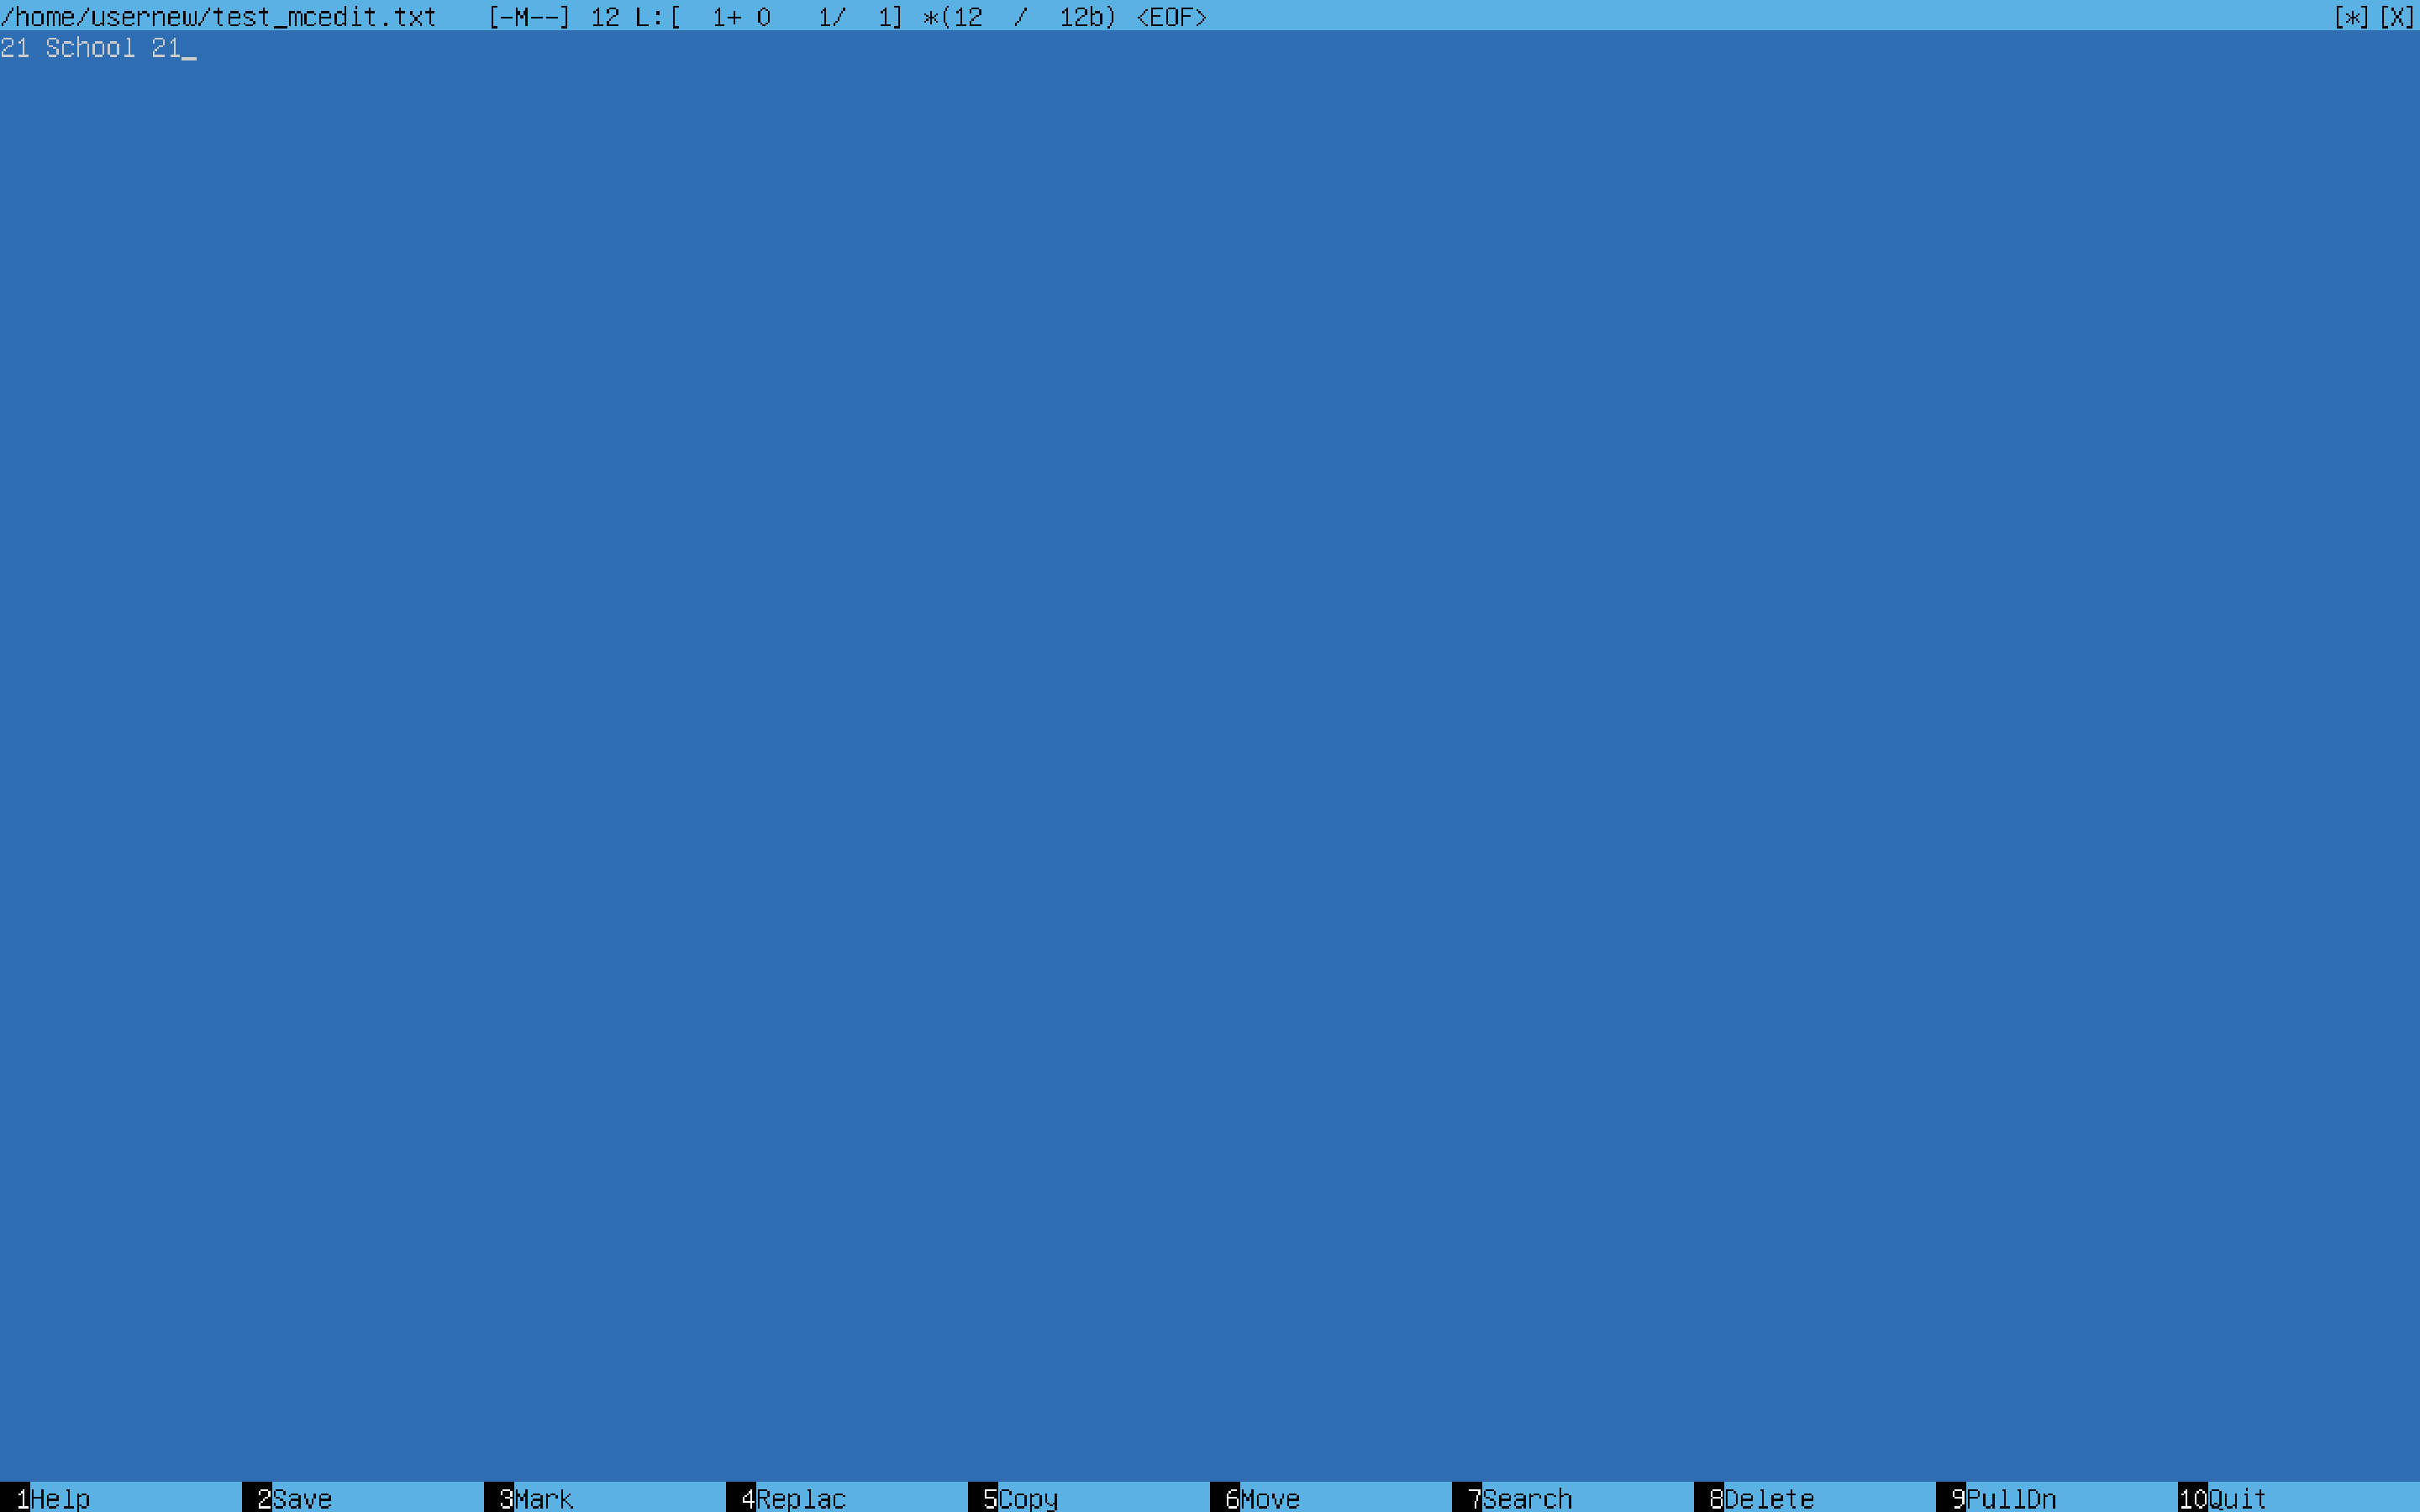 /home/usernew/test_mcedit.txt   [-M--] 12 L:[  1+ 0   1/  1] *(12  /  12b) <EOF>   [*][X]
21 School 21_
1Help   2Save   3Mark   4Replac   5Copy   6Move   7Search   8Delete   9PullDn   10Quit